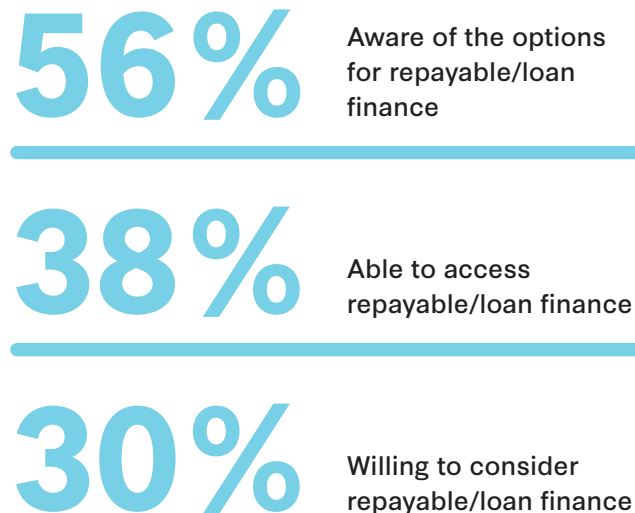 56%
Aware of the options
for repayable/loan
finance
38%
Able to access
repayable/loan finance
30%
Willing to consider
repayable/loan finance